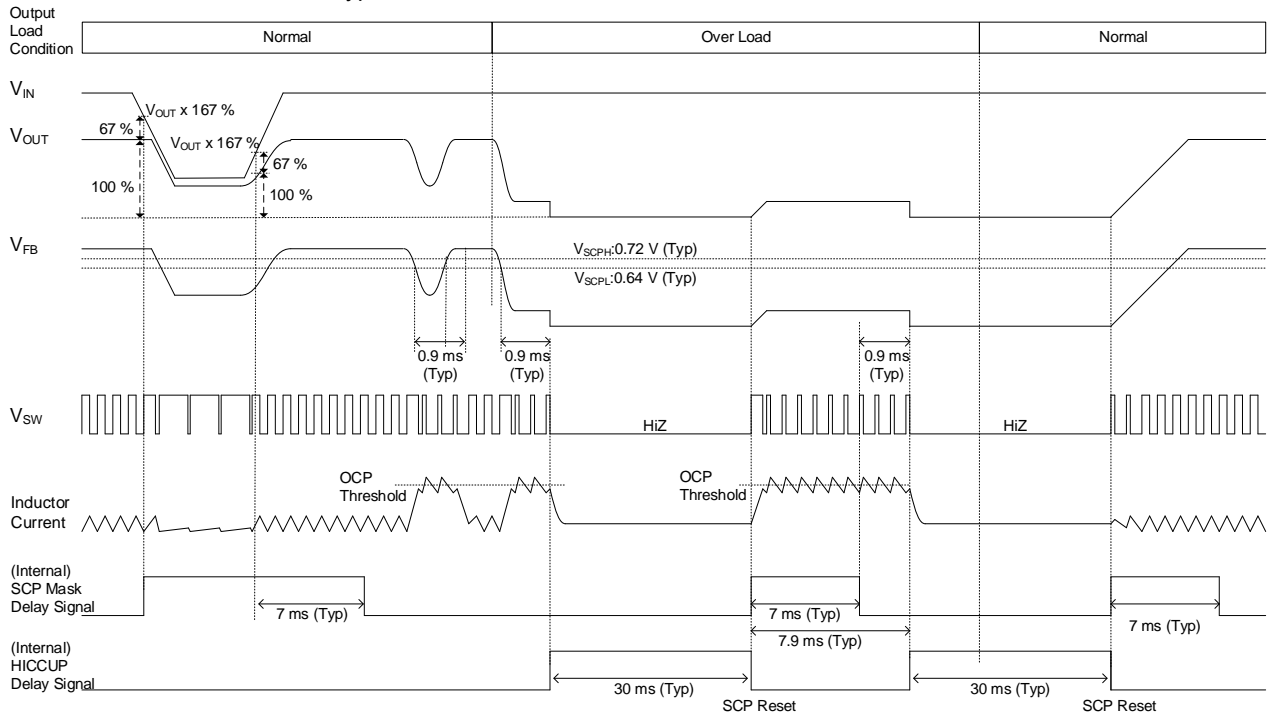 Output
Load
Condition
Normal
Over Load
Normal
VIN
VOUT x 167 %
67 %
VOUT
VOUT x 167%
67 %
100 %
100 %
VFB
VSCPH:0.72 V (Typ)
VSCPL:0.64 V (Typ)
0.9 ms
(Typ)
0.9 ms
(Typ)
0.9 ms
(Typ)
VSW
HiZ
HiZ
OCP
Threshold
OCP
Threshold
Inductor
Current
(Internal)
SCP Mask
Delay Signal
7 ms (Typ)
7 ms (Typ)
7 ms (Typ)
7.9 ms (Typ)
(Internal)
HICCUP
Delay Signal
30 ms (Typ)
30 ms (Typ)
SCP Reset
SCP Reset